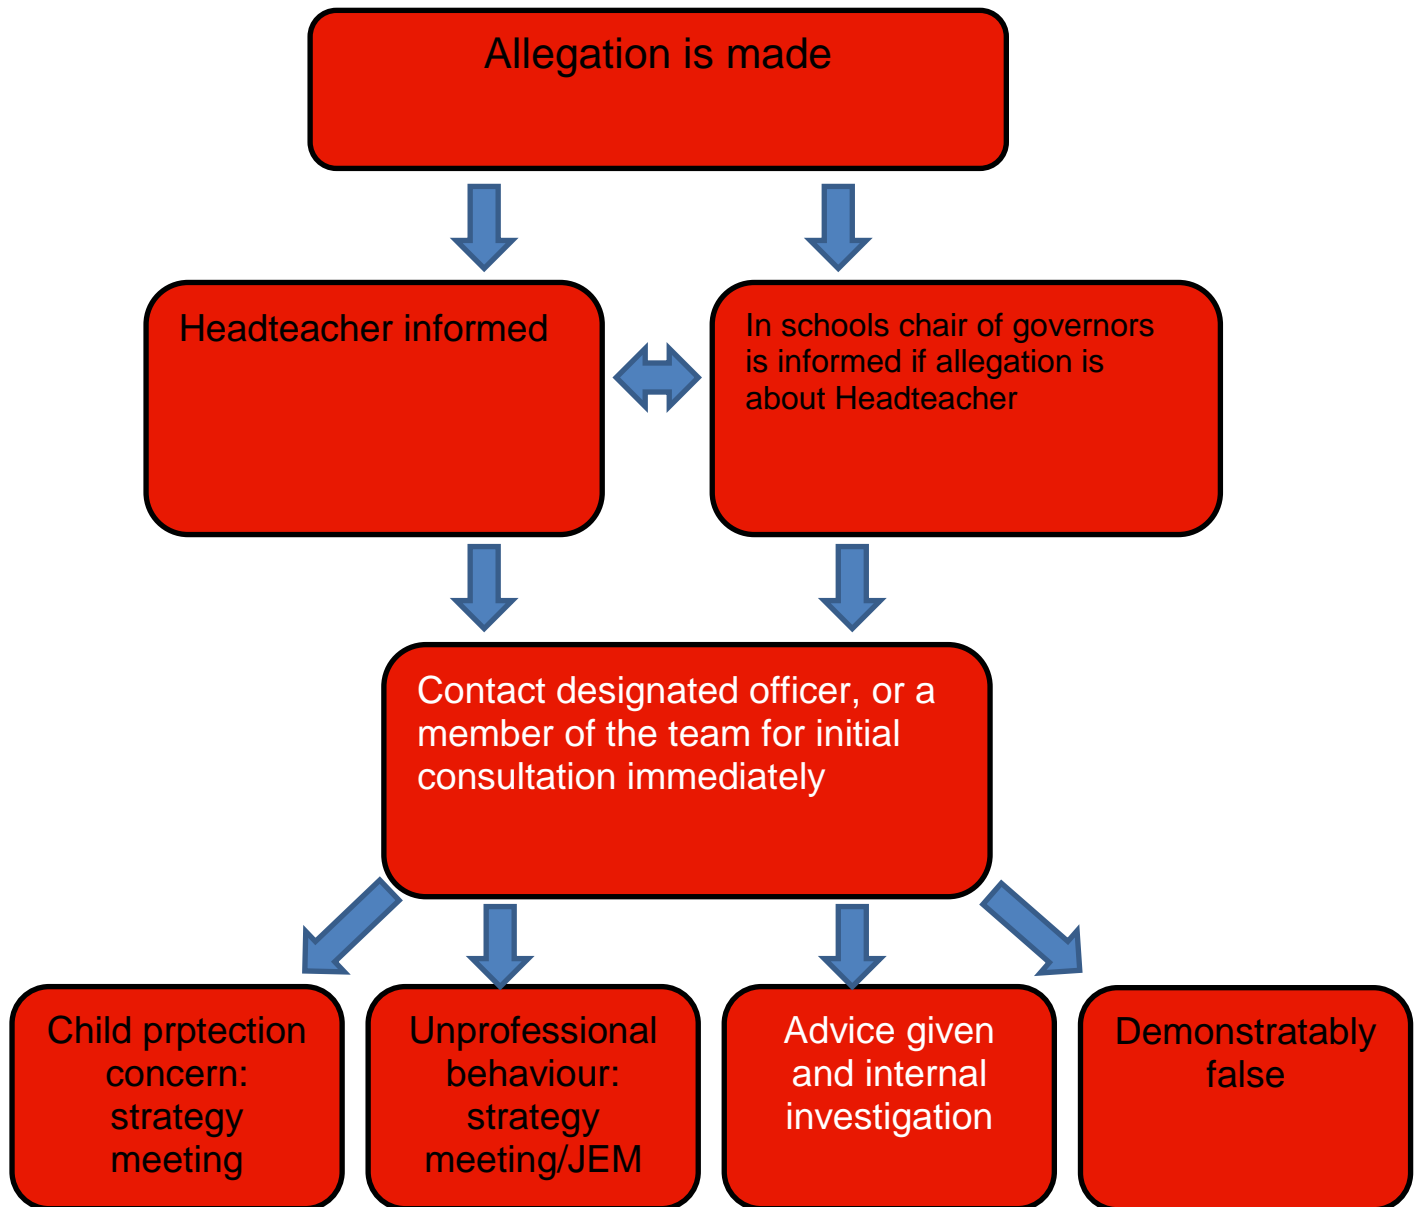 Allegation is made
Headteacher informed
In schools chair of governors
is informed if allegation is
about Headteacher
Contact designated officer, or a
member of the team for initial
consultation immediately
Child prptection
concern:
strategy
meeting
Unprofessional
behaviour:
strategy
meeting/JEM
Advice given
and internal
investigation
Demonstratably
false